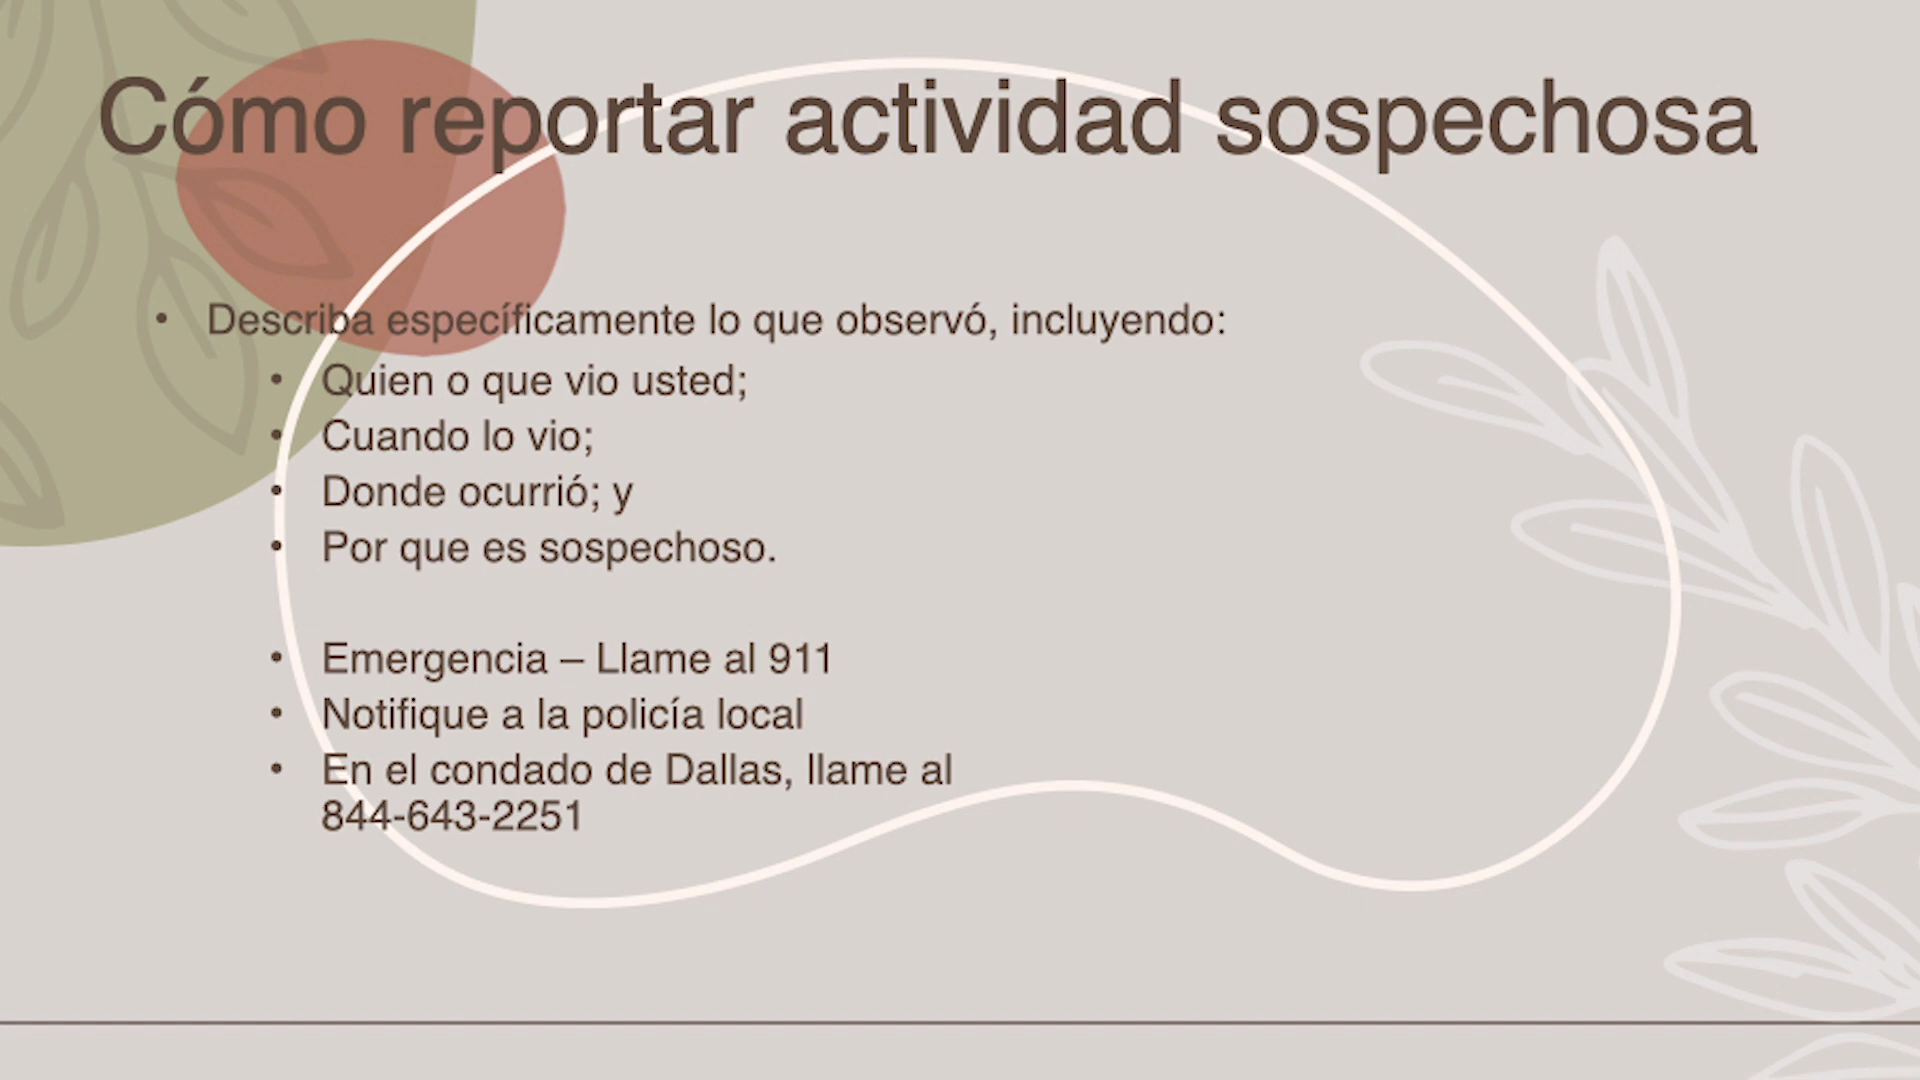 Cómo reportar actividad sospechosa
• Describa específicamente lo que observó, incluyendo:
• Quien o que vio usted;
• Cuando lo vio;
• Donde ocurrió; y
• Por que es sospechoso.
• Emergencia – Llame al 911
• Notifique a la policía local
• En el condado de Dallas, llame al
844-643-2251